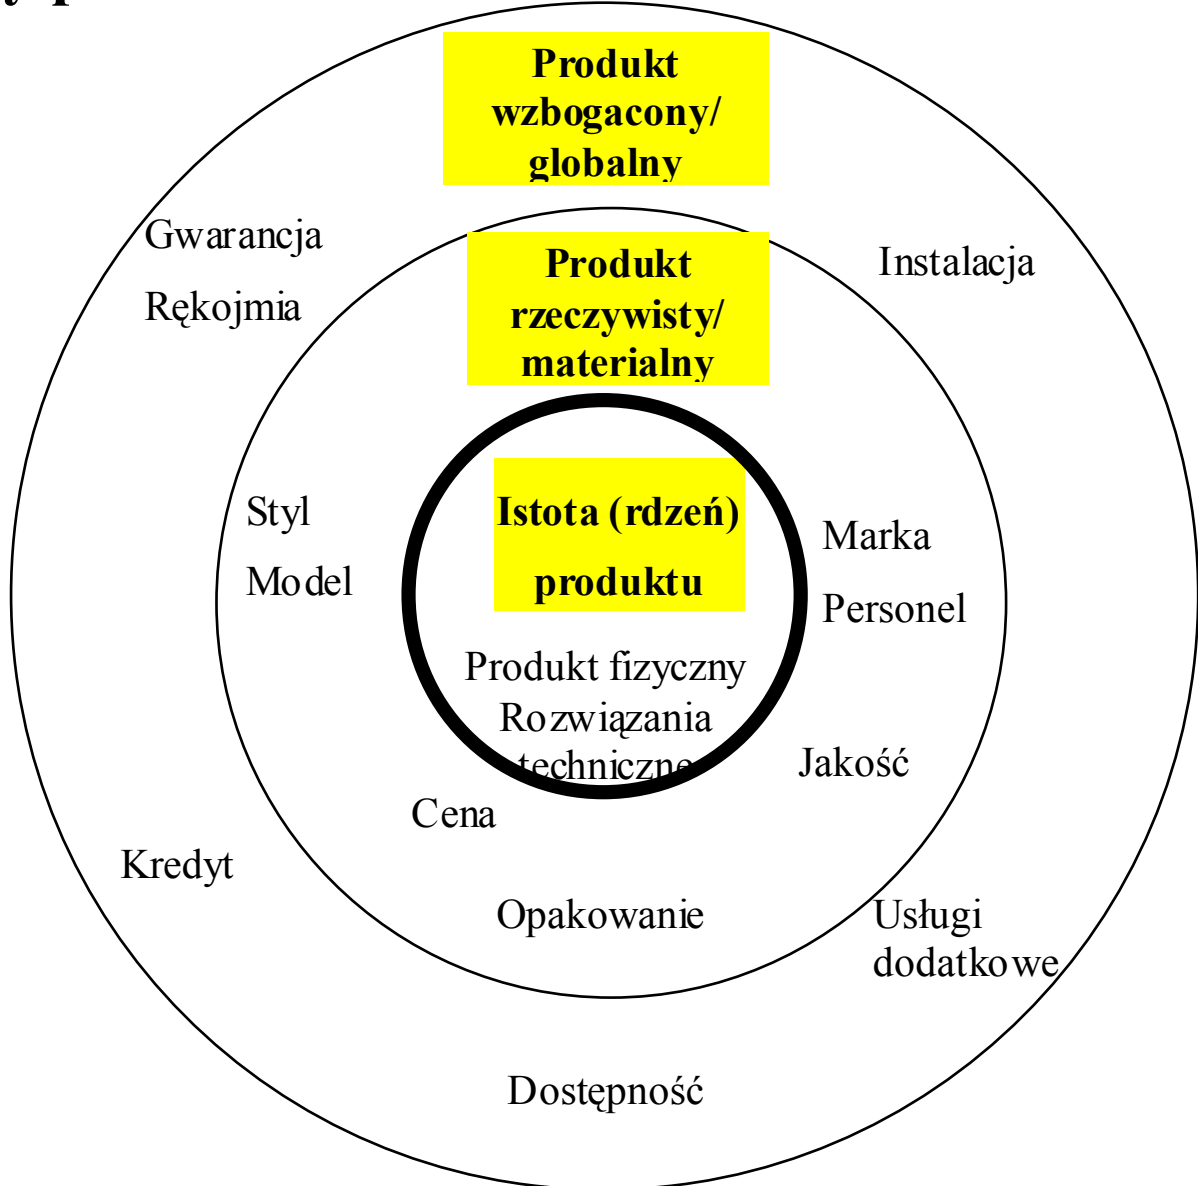 Produkt
wzbogacony/
globalny
Gwarancja
Rękojmia
Instalacja
Produkt
rzeczywisty/
materialny
Styl
Model
Istota (rdzeń)
produktu
Marka
Personel
Produkt fizyczny
Rozwiązania
techniczne
Jakość
Cena
Kredyt
Opakowanie
Usługi
dodatkowe
Dostępność